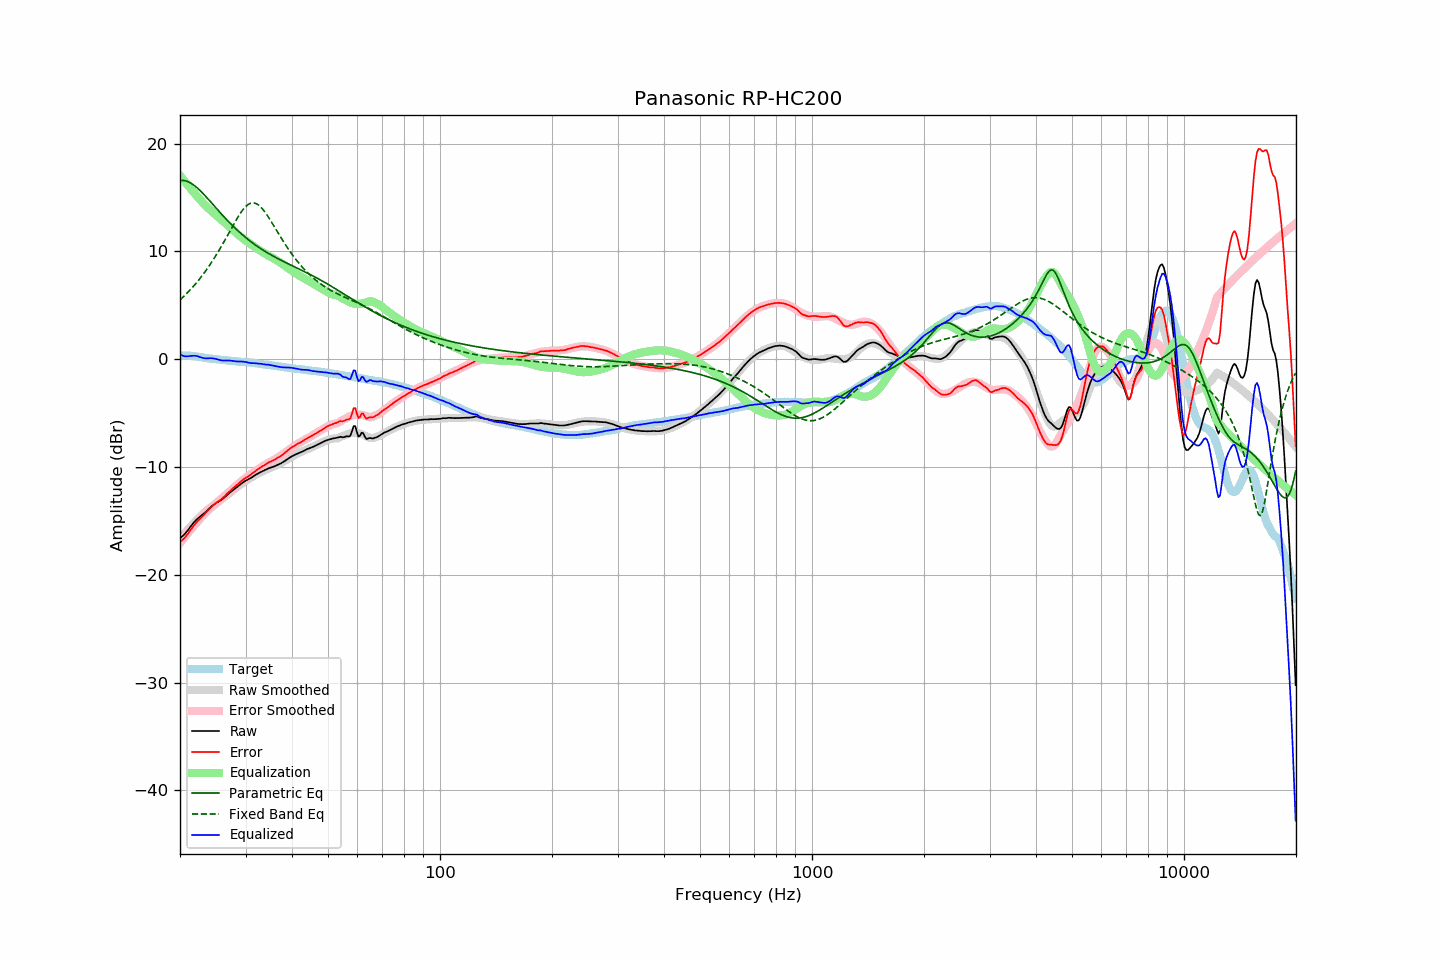 Panasonic RP-HC200
Amplitude (dBr)
20
10
0
−10
−20
−30
−40
Target
Raw Smoothed
Error Smoothed
Raw
Error
Equalization
Parametric Eq
Fixed Band Eq
Equalized
100
1000
10000
Frequency (Hz)